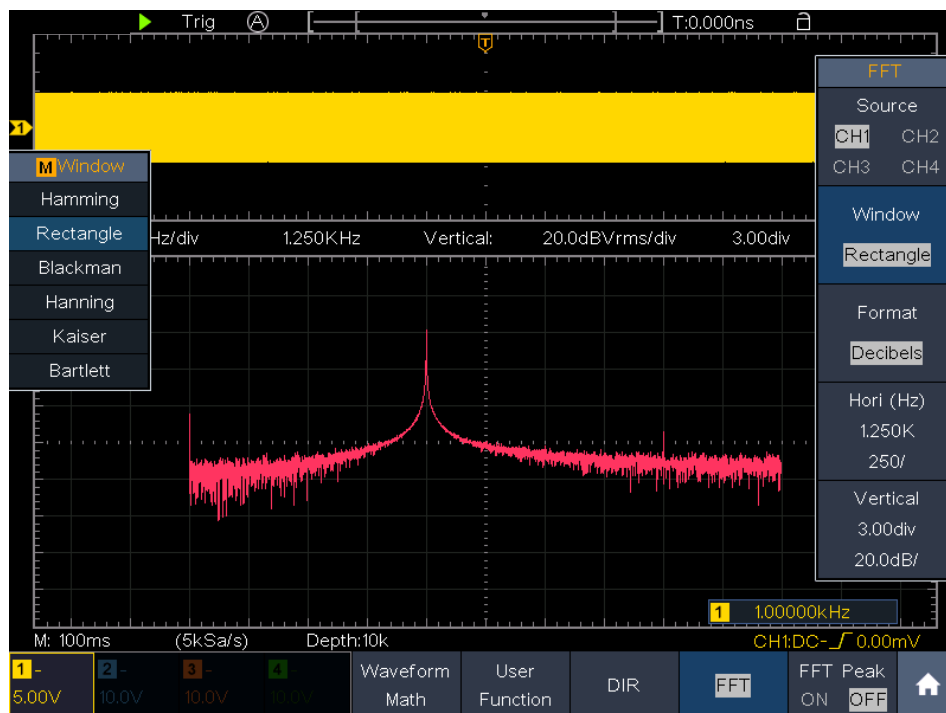 Trig A T:0.000ns
T
FFT
Source
CH1 CH2
CH3 CH4
1
M Window
Hamming
Rectangle
Blackman
Hanning
Kaiser
Bartlett
Window
Rectangle
Hz/div 1.250KHz Vertical: 20.0dBVrms/div 3.00div
Format
Decibels
Hori (Hz)
1.250K
250/
Vertical
3.00div
20.0dB/
1 1.00000kHz
M: 100ms (5kSa/s) Depth:10k CH1:DC- 0.00mV
1 - 2 - 3 - 4 -
5.00V 10.0V 10.0V 10.0V
Waveform Math
User Function
DIR
FFT
FFT Peak
ON OFF